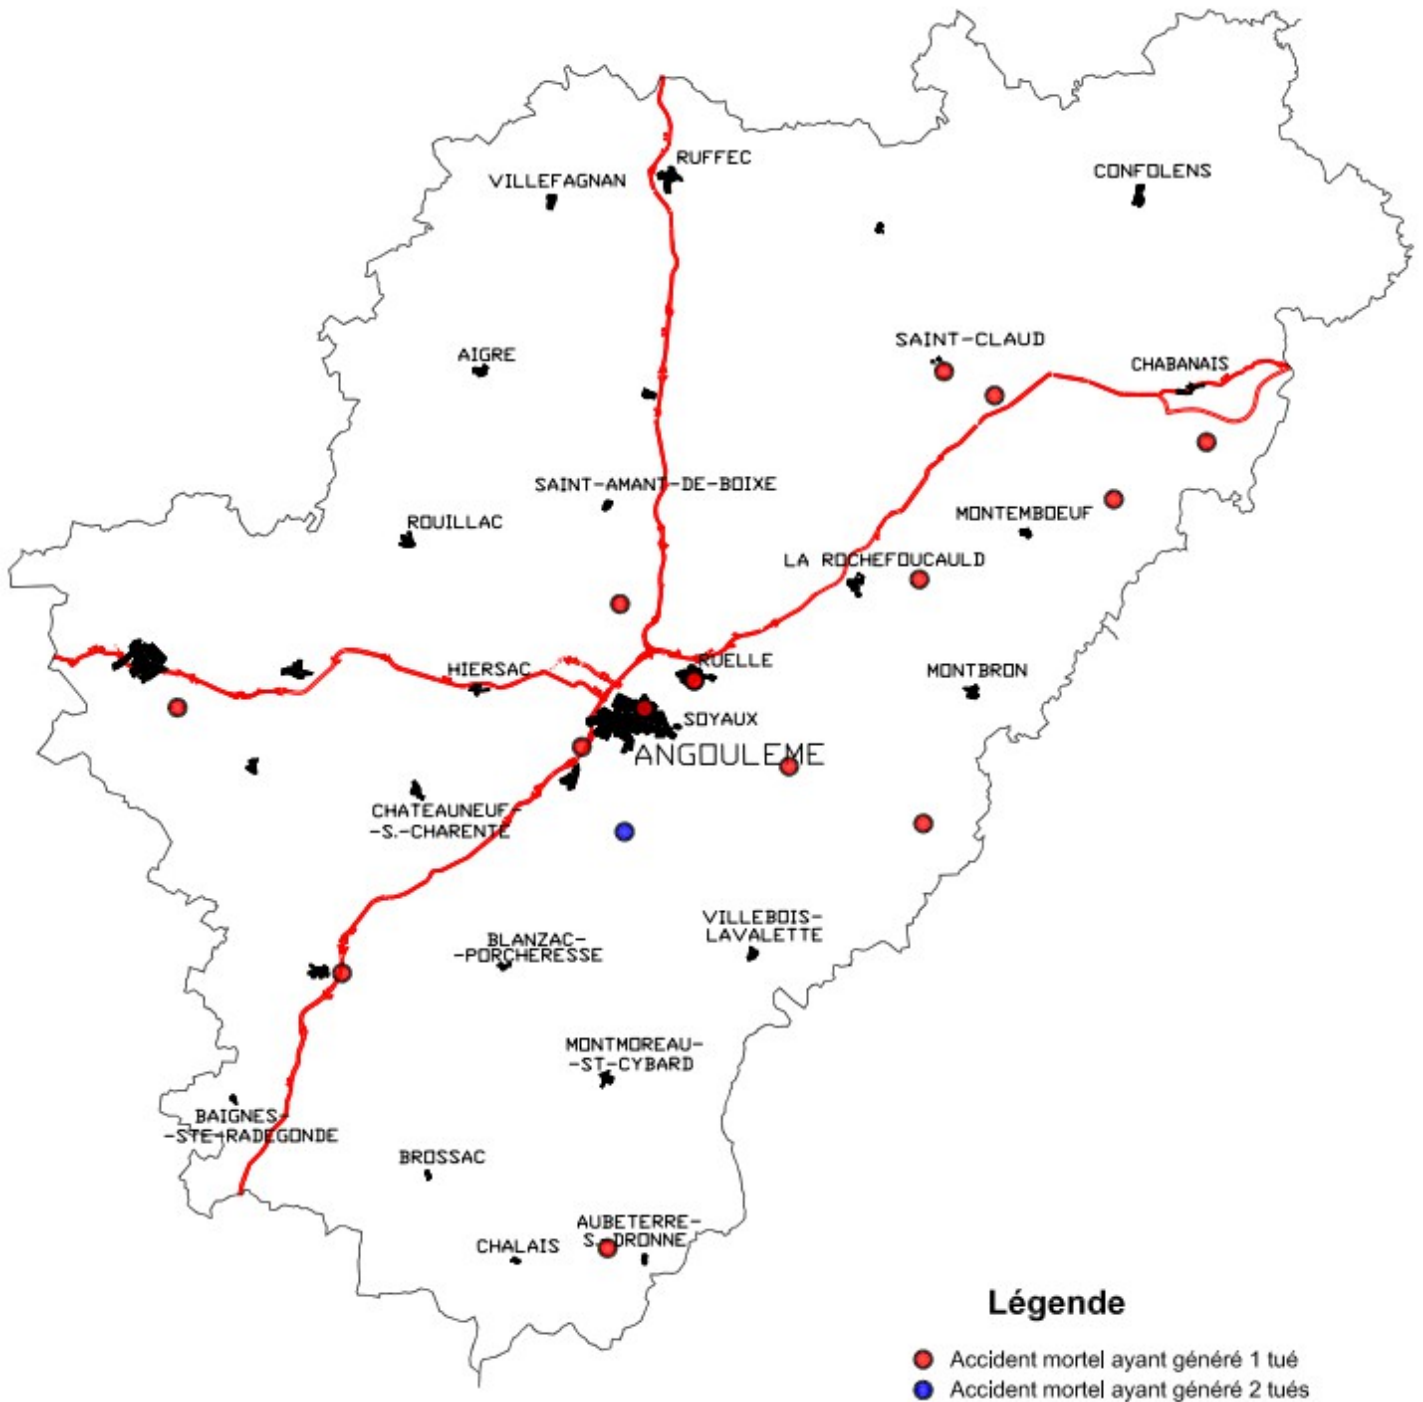 RUFFEC
CONFOLENS
VILLEFAGNAN
SAINT-CLAUD
AIGRE
CHABANAIS
SAINT-AMANT-DE-BOIXE
MONTEMBOEUF
ROUILLAC
LA ROCHEFOUCAULD
RUELLE
HIERSAC
MONTBRON
SOYAUX
ANGOULEME
CHATEAUNEUF-
-S.-CHARENTE
VILLEBOIS-
LAVALETTE
BLANZAC-
-PORCHERESSE
MONTMOREAU-
-ST-CYBARD
BAIGNES-
-STE-RADEGONDE
BROSSAC
AUBETERRE-
S.-DRONNE
CHALAIS
Légende
Accident mortel ayant généré 1 tué
Accident mortel ayant généré 2 tués